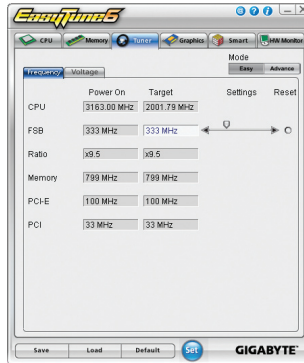 EasyTune6
CPU Memory Tuner Graphics Smart HW Monitor
Mode
Easy Advance
Frequency Voltage
Power On Target Settings Reset
CPU 3163.00 MHz 2001.79 MHz
FSB 333 MHz 333 MHz
Ratio x9.5 x9.5
Memory 799 MHz 799 MHz
PCI-E 100 MHz 100 MHz
PCI 33 MHz 33 MHz
Save Load Default Set GIGABYTE